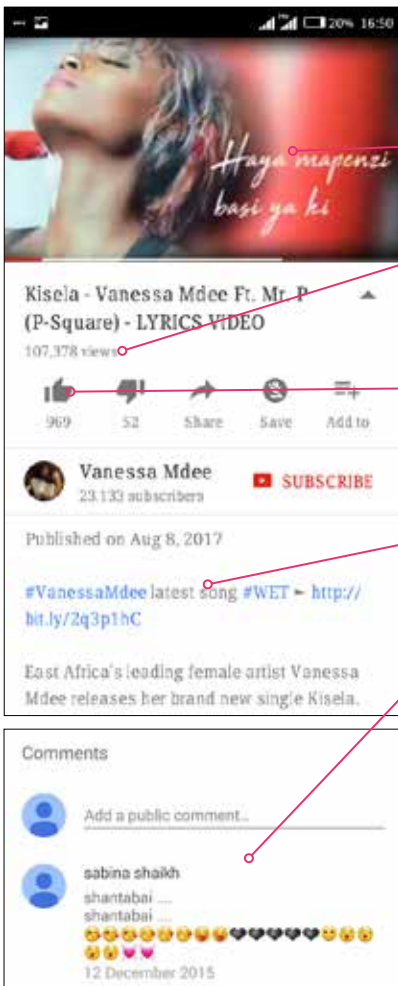 20% 16:50
Haya mapenzi
basi ya ki
Kisela - Vanessa Mdee Ft. Mr. P
(P-Square) - LYRICS VIDEO
107,378 views
969 52 Share Save Add to
Vanessa Mdee
23.133 subscribers
SUBSCRIBE
Published on Aug 8, 2017
#VanessaMdee latest song #WET ► http://
bit.ly/2q3p1hC
East Africa's leading female artist Vanessa
Mdee releases her brand new single Kisela.
Comments
Add a public comment...
sabina shaikh
shantabai ....
shantabai ....
😘😘😘😘😘😘😜😜🖤🖤🖤🖤🖤😙😮😮
😮😮💗💗
12 December 2015